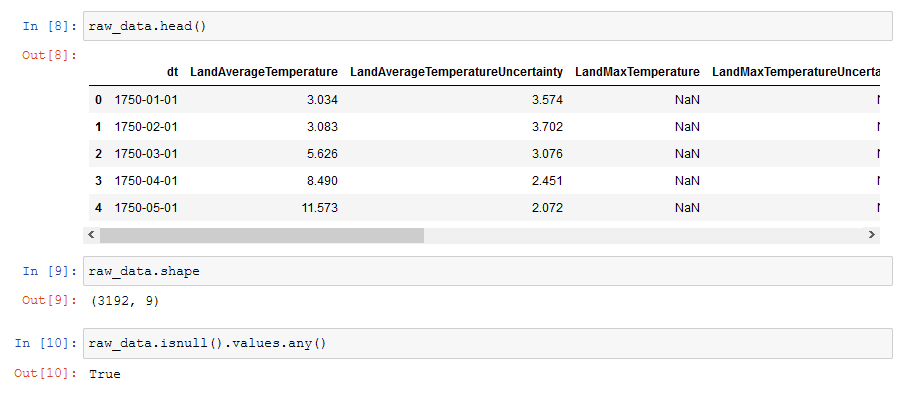 In [8]: raw_data.head()
Out[8]:
dt LandAverageTemperature LandAverageTemperatureUncertainty LandMaxTemperature LandMaxTemperatureUncerta
0 1750-01-01 3.034 3.574 NaN
1 1750-02-01 3.083 3.702 NaN
2 1750-03-01 5.626 3.076 NaN
3 1750-04-01 8.490 2.451 NaN
4 1750-05-01 11.573 2.072 NaN
In [9]: raw_data.shape
Out[9]: (3192, 9)
In [10]: raw_data.isnull().values.any()
Out[10]: True